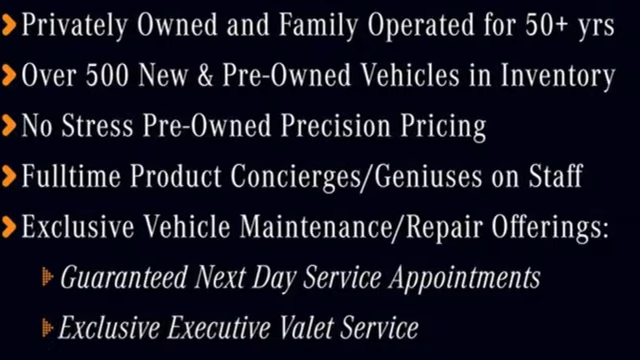 Privately Owned and Family Operated for 50+ yrs
Over 500 New & Pre-Owned Vehicles in Inventory
No Stress Pre-Owned Precision Pricing
Fulltime Product Concierges/Geniuses on Staff
Exclusive Vehicle Maintenance/Repair Offerings:
Guaranteed Next Day Service Appointments
Exclusive Executive Valet Service